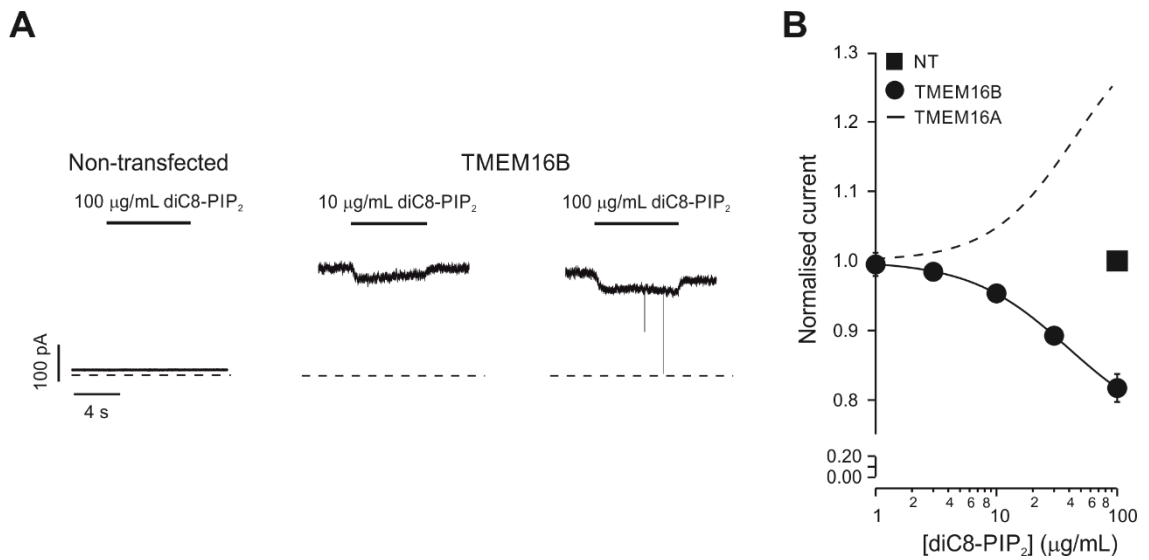 A
Non-transfected
TMEM16B
100 μg/mL diC8-PIP2
10 μg/mL diC8-PIP2
100 μg/mL diC8-PIP2
100 pA
4 s
B
1.3
NT
TMEM16B
TMEM16A
1.2
1.1
1.0
0.9
0.8
0.20
0.00
Normalised current
2 4 6 8 2 4 6 8
1 10 100
[diC8-PIP2] (μg/mL)